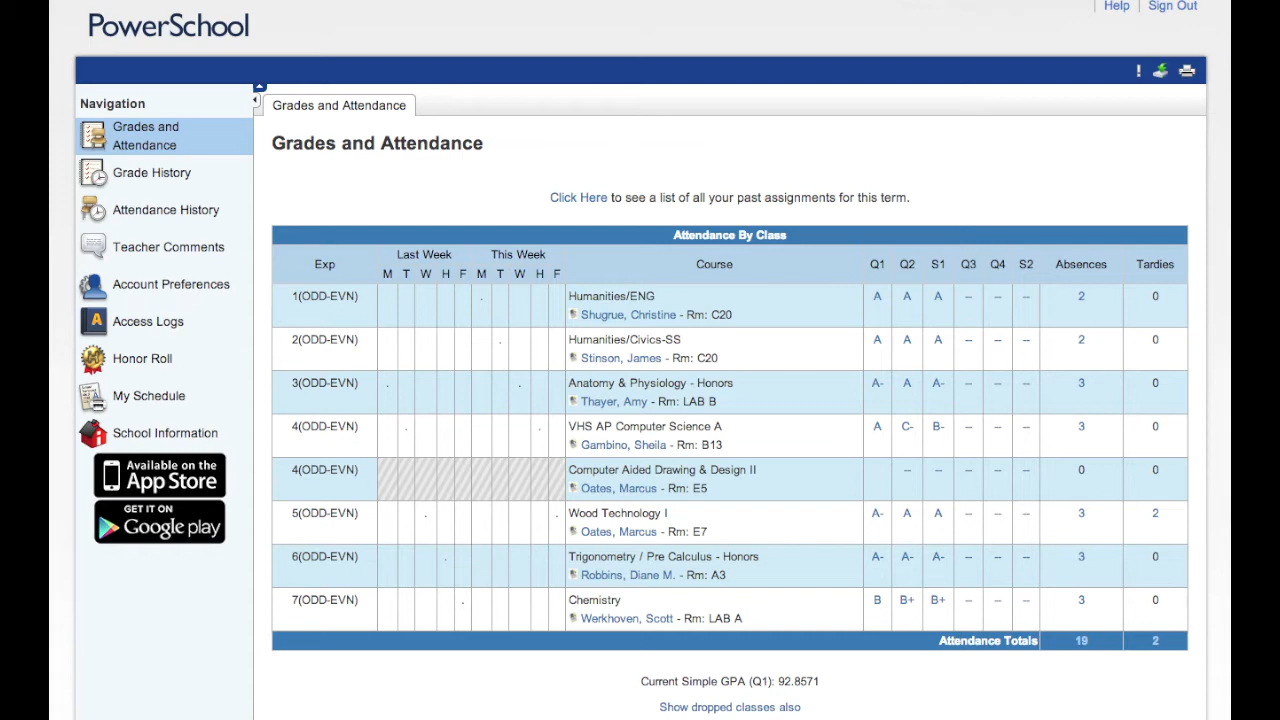 Help Sign Out
PowerSchool
Navigation
Grades and
Attendance
Grade History
Attendance History
Teacher Comments
Account Preferences
Access Logs
Honor Roll
My Schedule
School Information
Available on the
App Store
GET IT ON
Google play
Grades and Attendance
Grades and Attendance
Click Here to see a list of all your past assignments for this term.
Attendance By Class
Exp Last Week This Week Course Q1 Q2 S1 Q3 Q4 S2 Absences Tardies
M T W H F M T W H F
1(ODD-EVN) . Humanities/ENG A A A -- -- -- 2 0
Shugrue, Christine - Rm: C20
2(ODD-EVN) . Humanities/Civics-SS A A A -- -- -- 2 0
Stinson, James - Rm: C20
3(ODD-EVN) . . Anatomy & Physiology - Honors A- A A- -- -- -- 3 0
Thayer, Amy - Rm: LAB B
4(ODD-EVN) . . VHS AP Computer Science A A C- B- -- -- -- 3 0
Gambino, Sheila - Rm: B13
4(ODD-EVN) Computer Aided Drawing & Design II -- -- -- -- -- 0 0
Oates, Marcus - Rm: E5
5(ODD-EVN) . . Wood Technology I A- A A -- -- -- 3 2
Oates, Marcus - Rm: E7
6(ODD-EVN) . Trigonometry / Pre Calculus - Honors A- A- A- -- -- -- 3 0
Robbins, Diane M. - Rm: A3
7(ODD-EVN) . Chemistry B B+ B+ -- -- -- 3 0
Werkhoven, Scott - Rm: LAB A
Attendance Totals 19 2
Current Simple GPA (Q1): 92.8571
Show dropped classes also